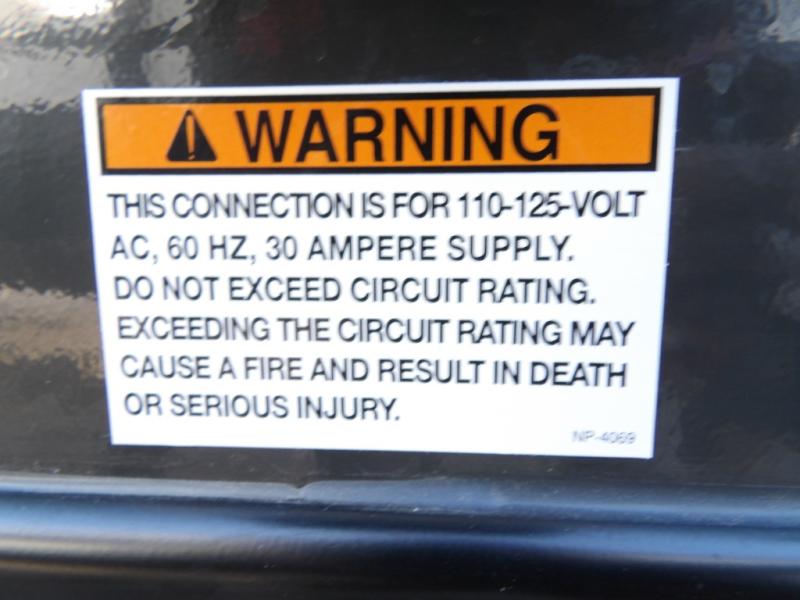 WARNING
THIS CONNECTION IS FOR 110-125-VOLT
AC, 60 HZ, 30 AMPERE SUPPLY.
DO NOT EXCEED CIRCUIT RATING.
EXCEEDING THE CIRCUIT RATING MAY
CAUSE A FIRE AND RESULT IN DEATH
OR SERIOUS INJURY.
NP-4069